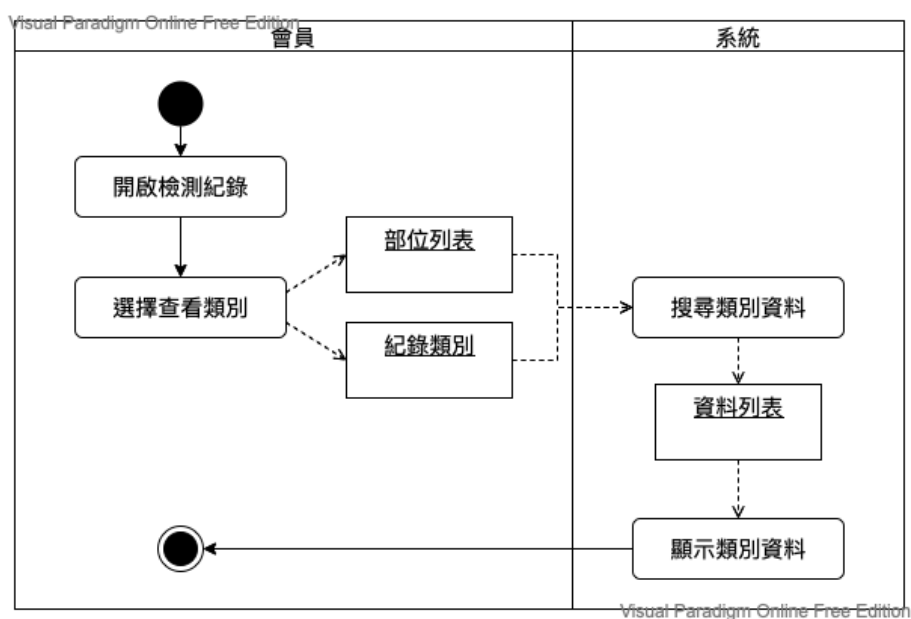 Visual Paradigm Online Free Edition
會員
系統
開啟檢測紀錄
選擇查看類別
部位列表
紀錄類別
搜尋類別資料
資料列表
顯示類別資料
Visual Paradigm Online Free Edition